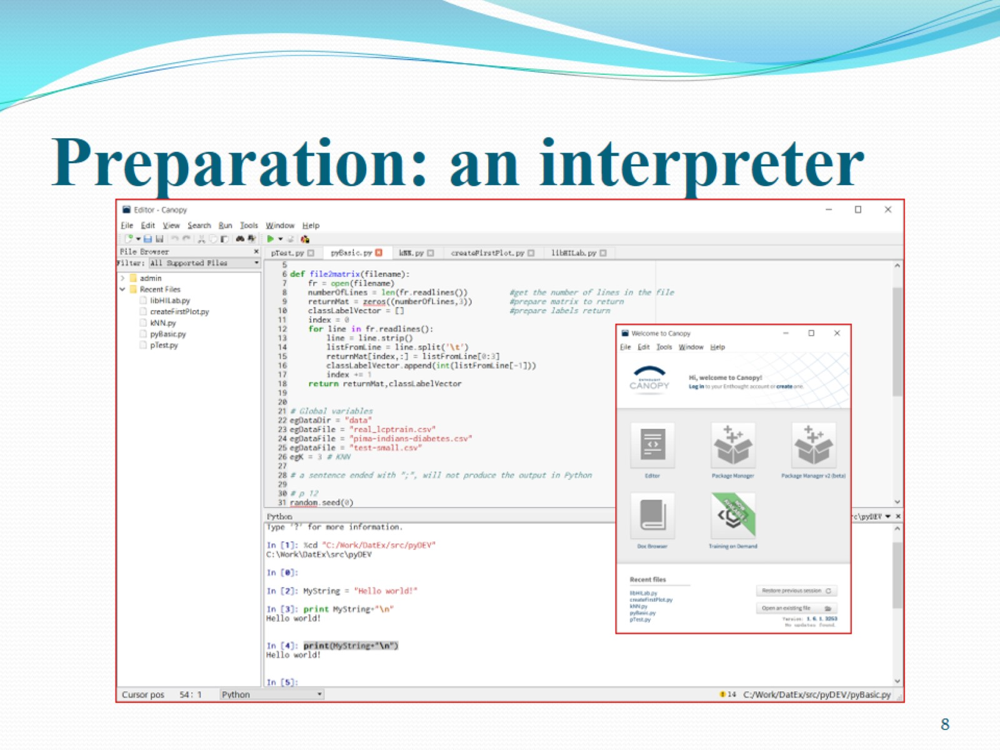 Preparation: an interpreter
Editor - Canopy
File Edit View Search Run Tools Window Help
File Browser
Filter: All Supported Files
admin
Recent Files
libHILab.py
createFirstPlot.py
kNN.py
pyBasic.py
pTest.py
pTest.py pyBasic.py kNN.py createFirstPlot.py libHILab.py
5
6 def file2matrix(filename):
7 fr = open(filename)
8 numberOfLines = len(fr.readlines()) #get the number of lines in the file
9 returnMat = zeros((numberOfLines,3)) #prepare matrix to return
10 classLabelVector = [] #prepare labels return
11 index = 0
12 for line in fr.readlines():
13 line = line.strip()
14 listFromLine = line.split('\t')
15 returnMat[index,:] = listFromLine[0:3]
16 classLabelVector.append(int(listFromLine[-1]))
17 index += 1
18 return returnMat,classLabelVector
19
20
21 # Global variables
22 egDataDir = "data"
23 egDataFile = "real_lcptrain.csv"
24 egDataFile = "pima-indians-diabetes.csv"
25 egDataFile = "test-small.csv"
26 egK = 3 # KNN
27
28 # a sentence ended with ";", will not produce the output in Python
29
30 # p 12
31 random.seed(0)
Python
rc\pyDEV
Type '?' for more information.
In [1]: %cd "C:/Work/DatEx/src/pyDEV"
C:\Work\DatEx\src\pyDEV
In [0]:
In [2]: MyString = "Hello world!"
In [3]: print MyString+"\n"
Hello world!
In [4]: print(MyString+"\n")
Hello world!
In [5]:
Cursor pos 54: 1 Python 14 C:/Work/DatEx/src/pyDEV/pyBasic.py
Welcome to Canopy
File Edit Tools Window Help
ENTHOUGHT
CANOPY
Hi, welcome to Canopy!
Log in to your Enthought account or create one.
Editor Package Manager Package Manager v2 (beta)
NOW AVAILABLE
Doc Browser Training on Demand
Recent files
libHILab.py
createFirstPlot.py
kNN.py
pyBasic.py
pTest.py
Restore previous session
Open an existing file
Version: 1.6.1.3253
No updates found.
8